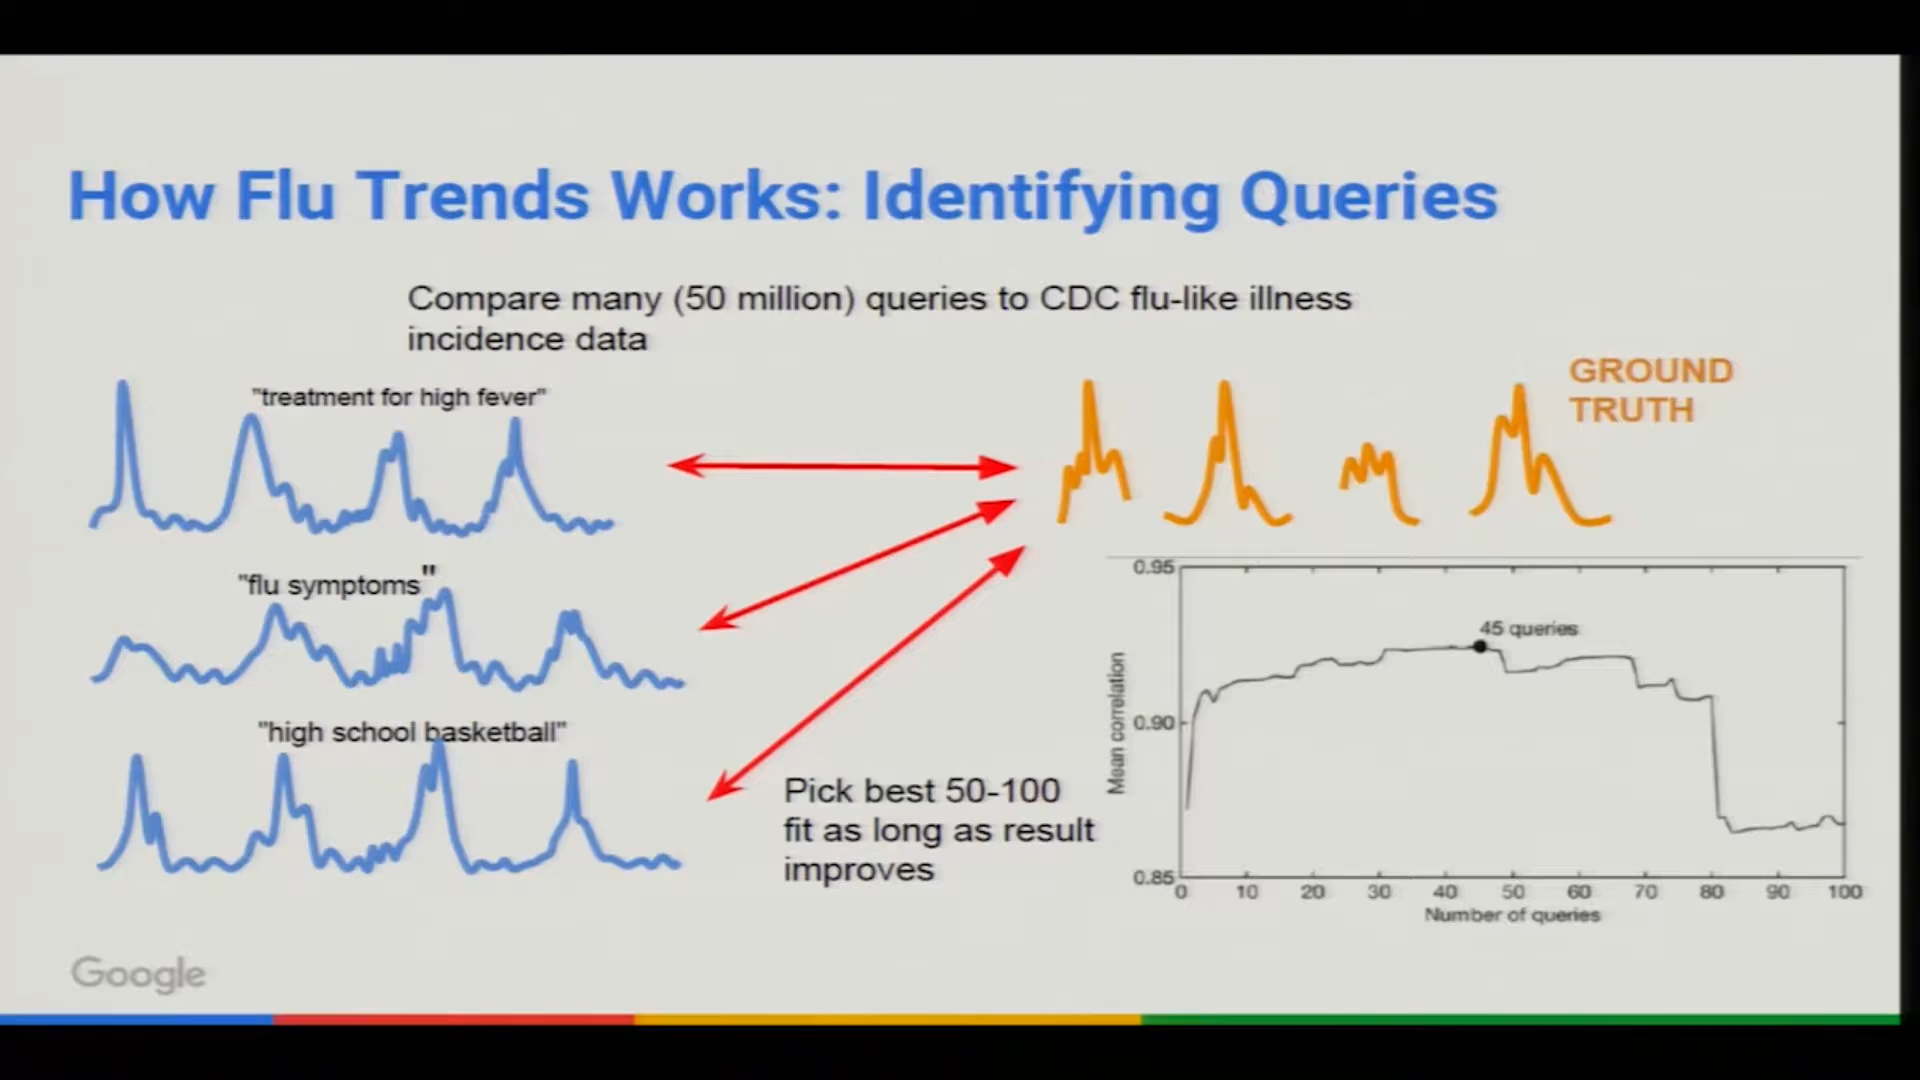 How Flu Trends Works: Identifying Queries
Compare many (50 million) queries to CDC flu-like illness
incidence data
"treatment for high fever"
GROUND
TRUTH
"flu symptoms"
"high school basketball"
Pick best 50-100
fit as long as result
improves
0.95
0.90
0.85
Mean correlation
45 queries
0 10 20 30 40 50 60 70 80 90 100
Number of queries
Google